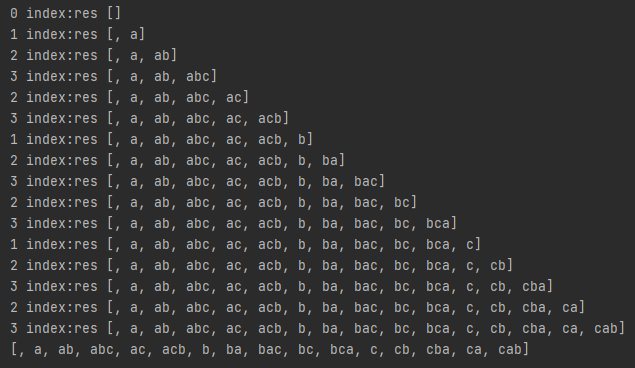 0 index:res []
1 index:res [, a]
2 index:res [, a, ab]
3 index:res [, a, ab, abc]
2 index:res [, a, ab, abc, ac]
3 index:res [, a, ab, abc, ac, acb]
1 index:res [, a, ab, abc, ac, acb, b]
2 index:res [, a, ab, abc, ac, acb, b, ba]
3 index:res [, a, ab, abc, ac, acb, b, ba, bac]
2 index:res [, a, ab, abc, ac, acb, b, ba, bac, bc]
3 index:res [, a, ab, abc, ac, acb, b, ba, bac, bc, bca]
1 index:res [, a, ab, abc, ac, acb, b, ba, bac, bc, bca, c]
2 index:res [, a, ab, abc, ac, acb, b, ba, bac, bc, bca, c, cb]
3 index:res [, a, ab, abc, ac, acb, b, ba, bac, bc, bca, c, cb, cba]
2 index:res [, a, ab, abc, ac, acb, b, ba, bac, bc, bca, c, cb, cba, ca]
3 index:res [, a, ab, abc, ac, acb, b, ba, bac, bc, bca, c, cb, cba, ca, cab]
[, a, ab, abc, ac, acb, b, ba, bac, bc, bca, c, cb, cba, ca, cab]